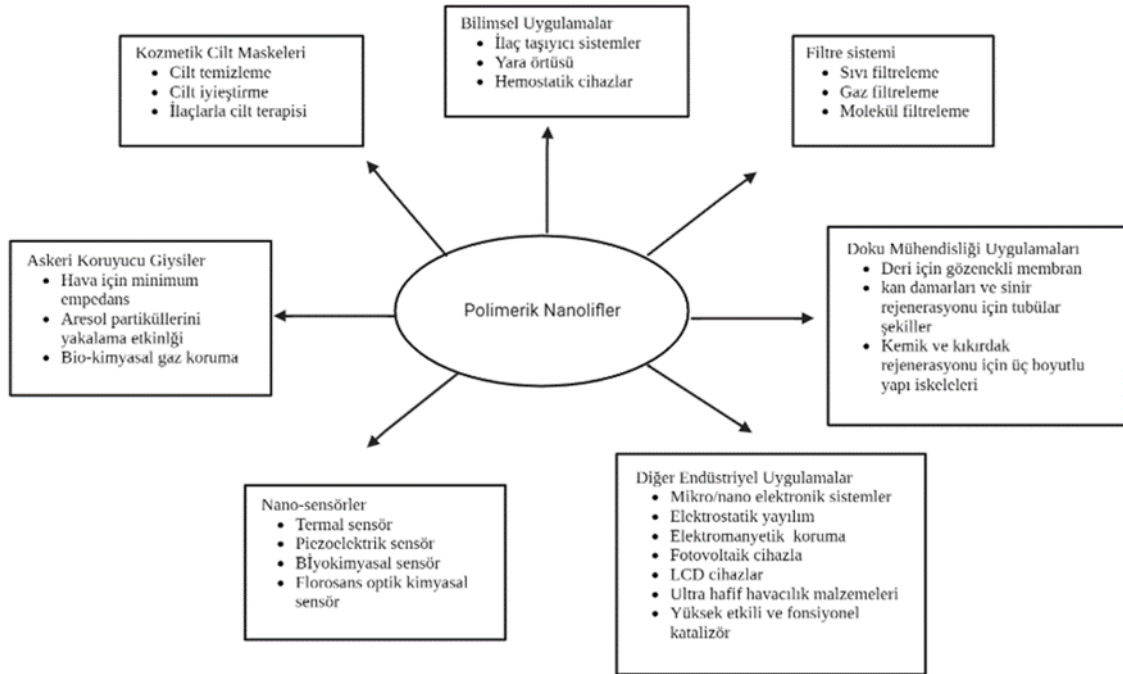 Bilimsel Uygulamalar
• İlaç taşıyıcı sistemler
• Yara örtüsü
• Hemostatik cihazlar
Kozmetik Cilt Maskeleri
• Cilt temizleme
• Cilt iyieştirme
• İlaçlarla cilt terapisi
Filtre sistemi
• Sıvı filtreleme
• Gaz filtreleme
• Molekül filtreleme
Askeri Koruyucu Giysiler
• Hava için minimum
empedans
• Aresol partiküllerini
yakalama etkinlği
• Bio-kimyasal gaz koruma
Polimerik Nanolifler
Doku Mühendisliği Uygulamaları
• Deri için gözenekli membran
• kan damarları ve sinir
rejenerasyonu için tubülar
şekiller
• Kemik ve kıkırdak
rejenerasyonu için üç boyutlu
yapı iskeleleri
Nano-sensörler
• Termal sensör
• Piezoelektrik sensör
• Bİyokimyasal sensör
• Florosans optik kimyasal
sensör
Diğer Endüstriyel Uygulamalar
• Mikro/nano elektronik sistemler
• Elektrostatik yayılım
• Elektromanyetik koruma
• Fotovoltaik cihazla
• LCD cihazlar
• Ultra hafif havacılık malzemeleri
• Yüksek etkili ve fonsiyonel
katalizör